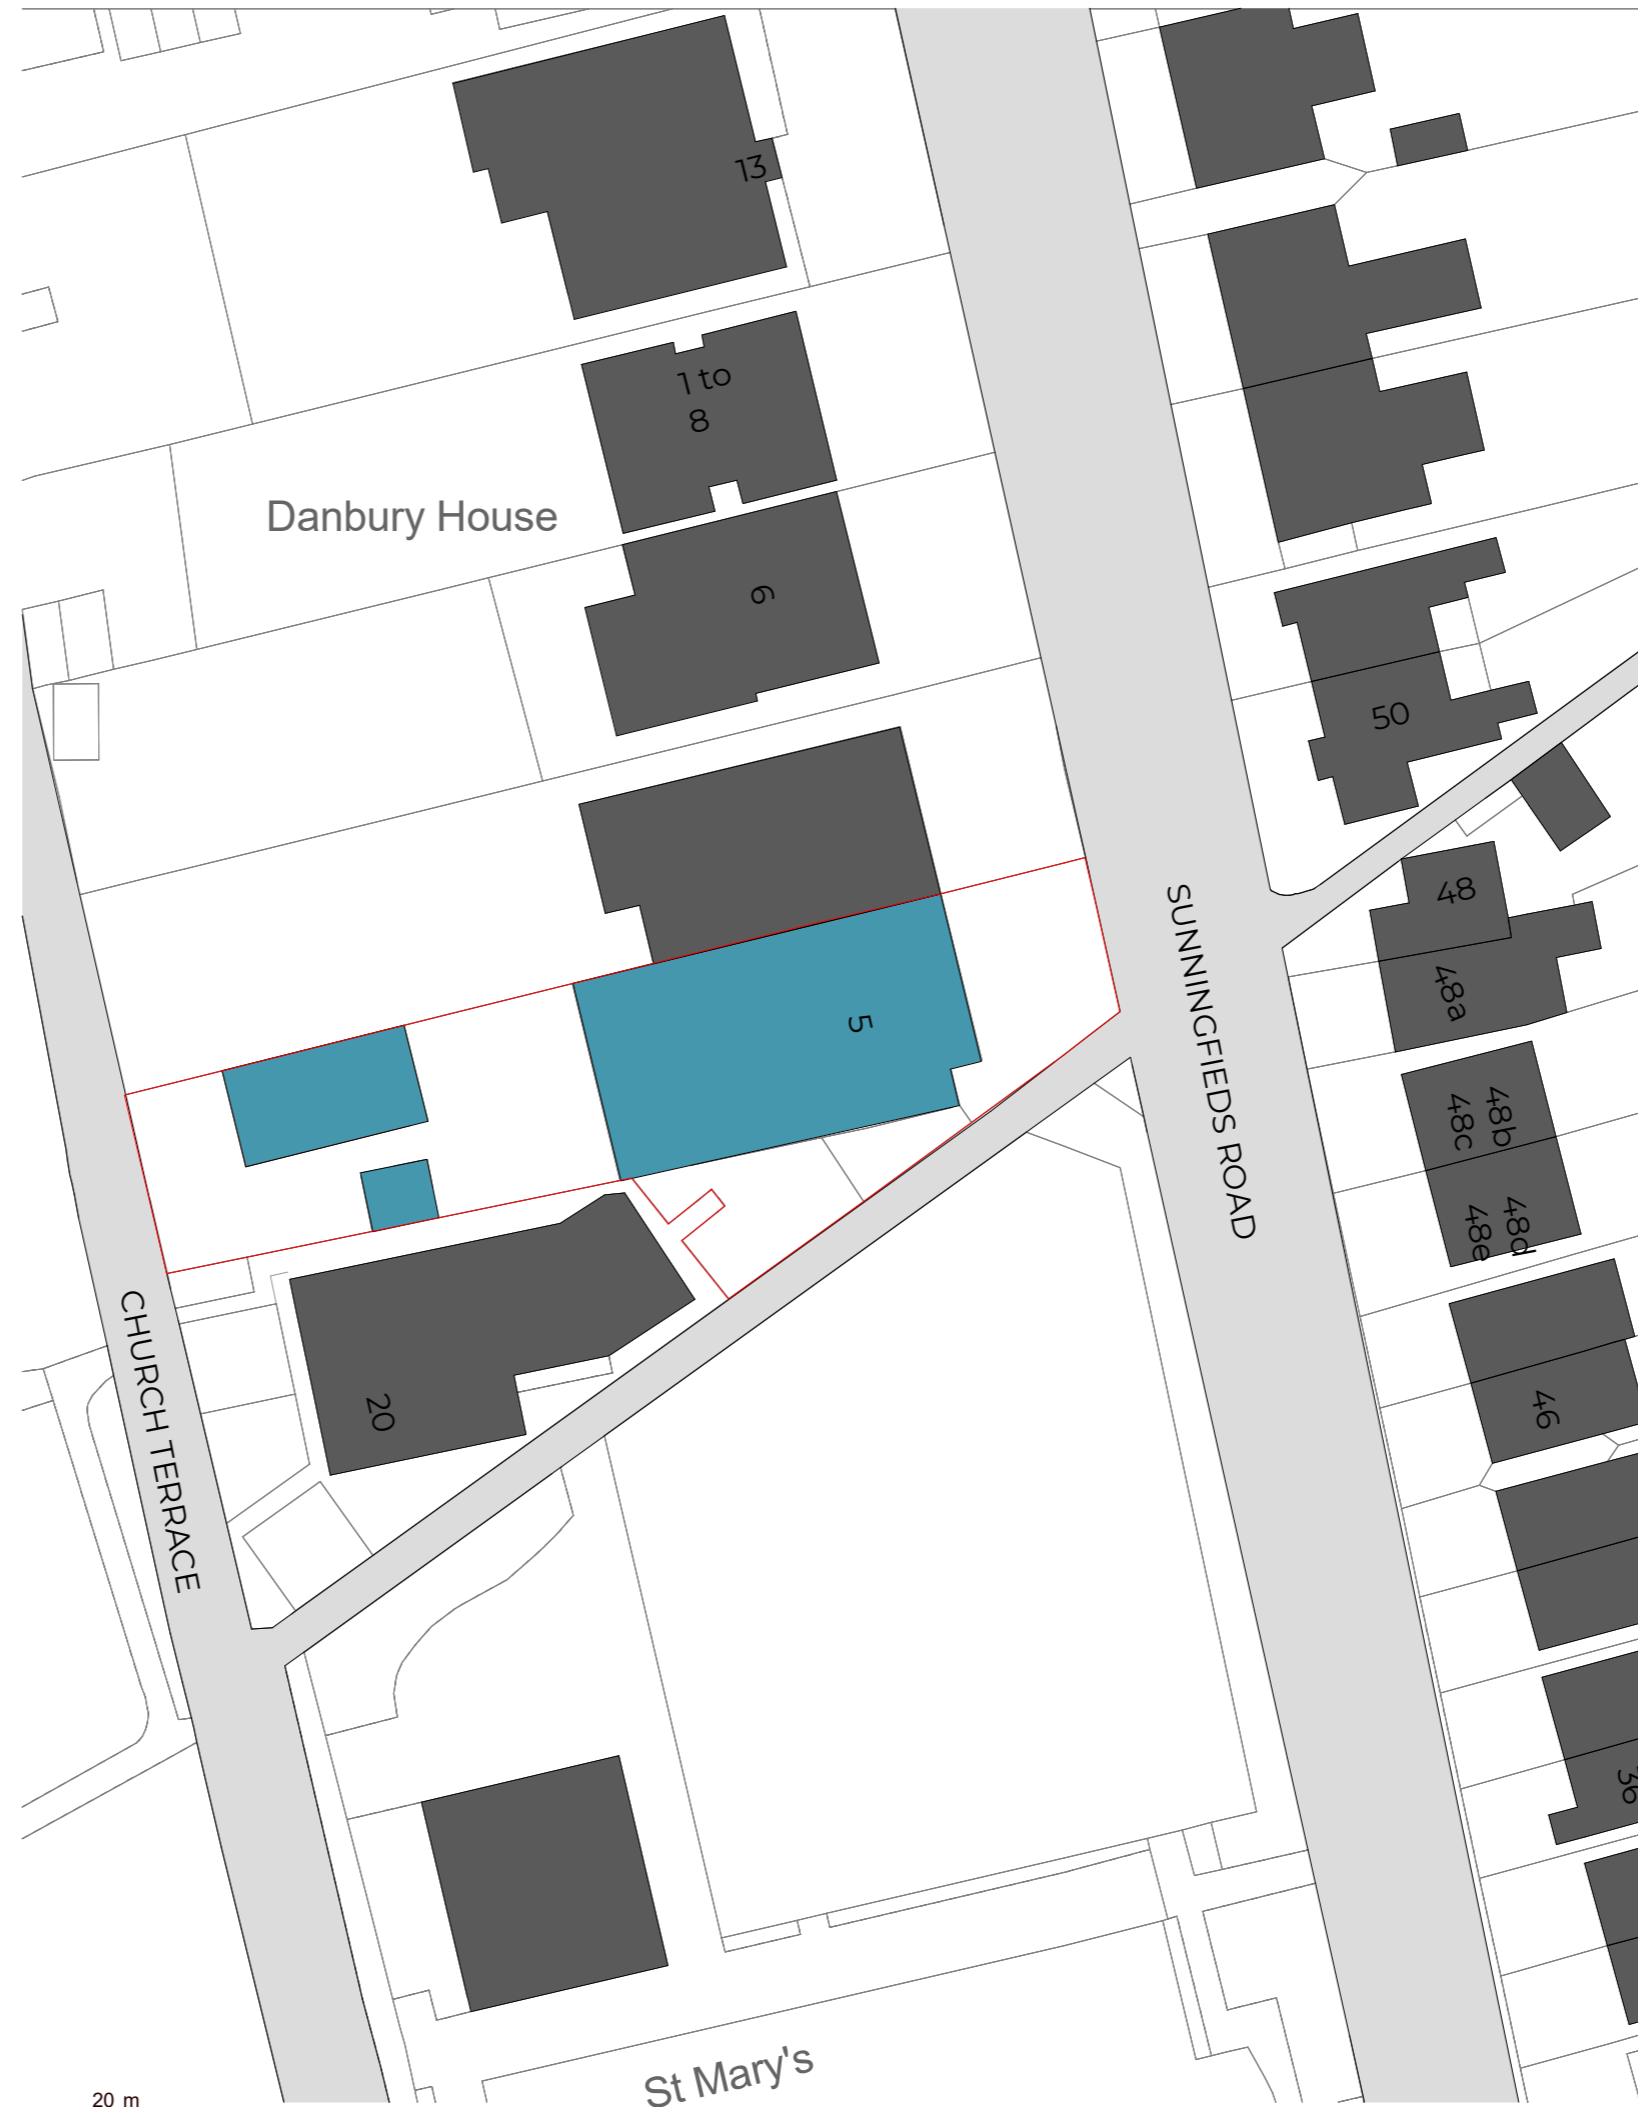 13
1 to
8
Danbury House
6
50
48
48a
5
SUNNINGFIEDS ROAD
48b
48c
48d
48e
CHURCH TERRACE
20
46
36
St Mary's
20 m